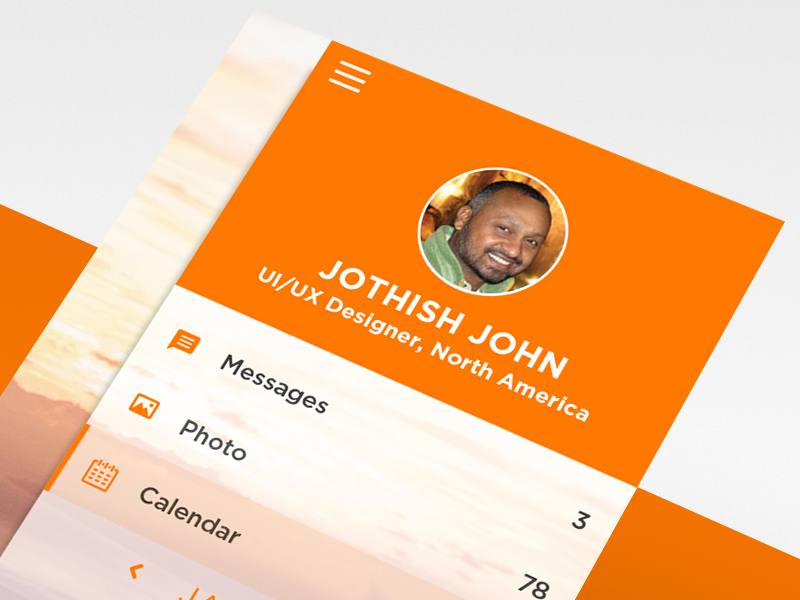 JOTHISH JOHN
UI/UX Designer, North America
Messages
3
Photo
78
Calendar